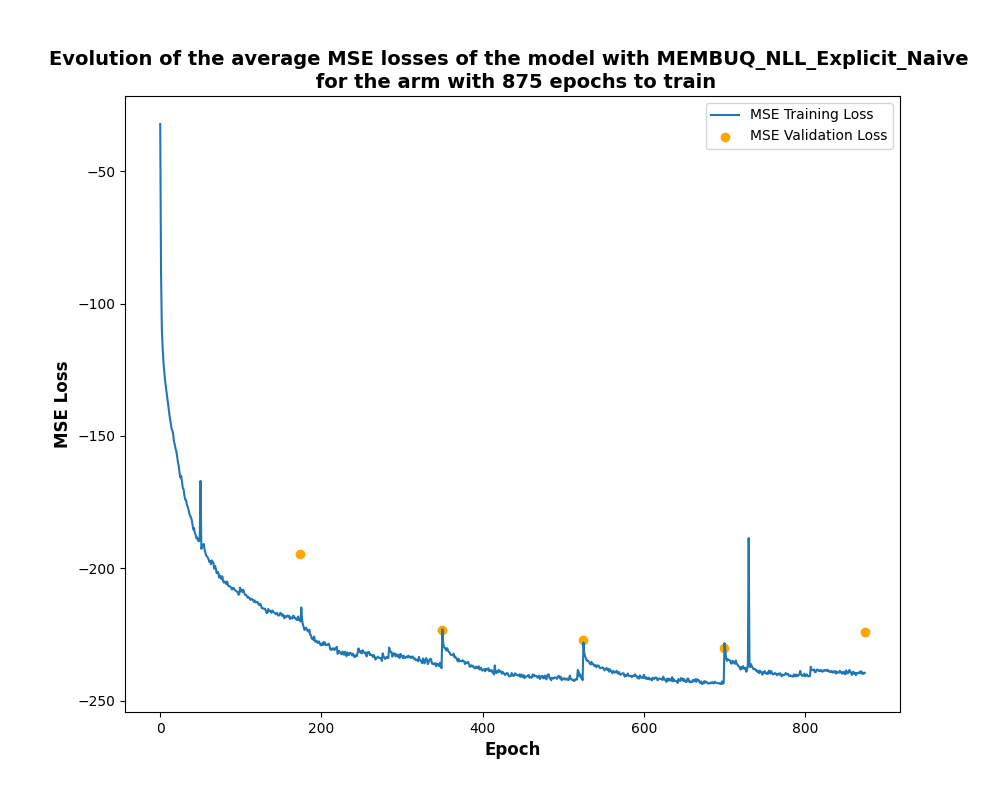 Evolution of the average MSE losses of the model with MEMBUQ_NLL_Explicit_Naive
for the arm with 875 epochs to train
MSE Training Loss
MSE Validation Loss
MSE Loss
−50
−100
−150
−200
−250
0
200
400
600
800
Epoch